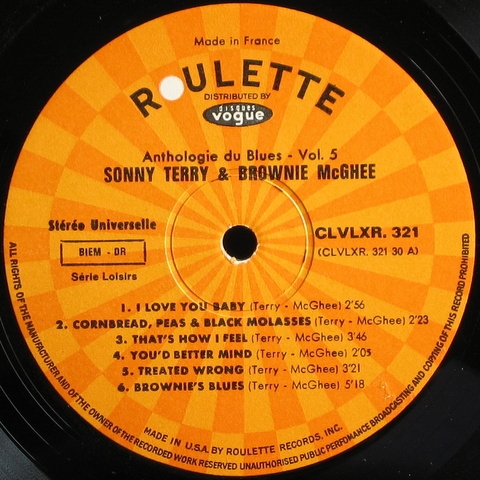 Made in France
ROULETTE
DISTRIBUTED BY
disques
vogue
Anthologie du Blues - Vol. 5
SONNY TERRY & BROWNIE McGHEE
Stéréo Universelle
BIEM - DR
Série Loisirs
CLVLXR. 321
(CLVLXR. 321 30 A)
1. I LOVE YOU BABY (Terry - McGhee) 2'56
2. CORNBREAD, PEAS & BLACK MOLASSES (Terry - McGhee) 2'23
3. THAT'S HOW I FEEL (Terry - McGhee) 3'46
4. YOU'D BETTER MIND (Terry - McGhee) 2'05
5. TREATED WRONG (Terry - McGhee) 3'21
6. BROWNIE'S BLUES (Terry - McGhee) 5'18
MADE IN U.S.A. BY ROULETTE RECORDS, INC.
ALL RIGHTS OF THE MANUFACTURER AND OF THE OWNER OF THE RECORDED WORK RESERVED UNAUTHORISED PUBLIC PERFOMANCE BROADCASTING AND COPYING OF THIS RECORD PROHIBITED